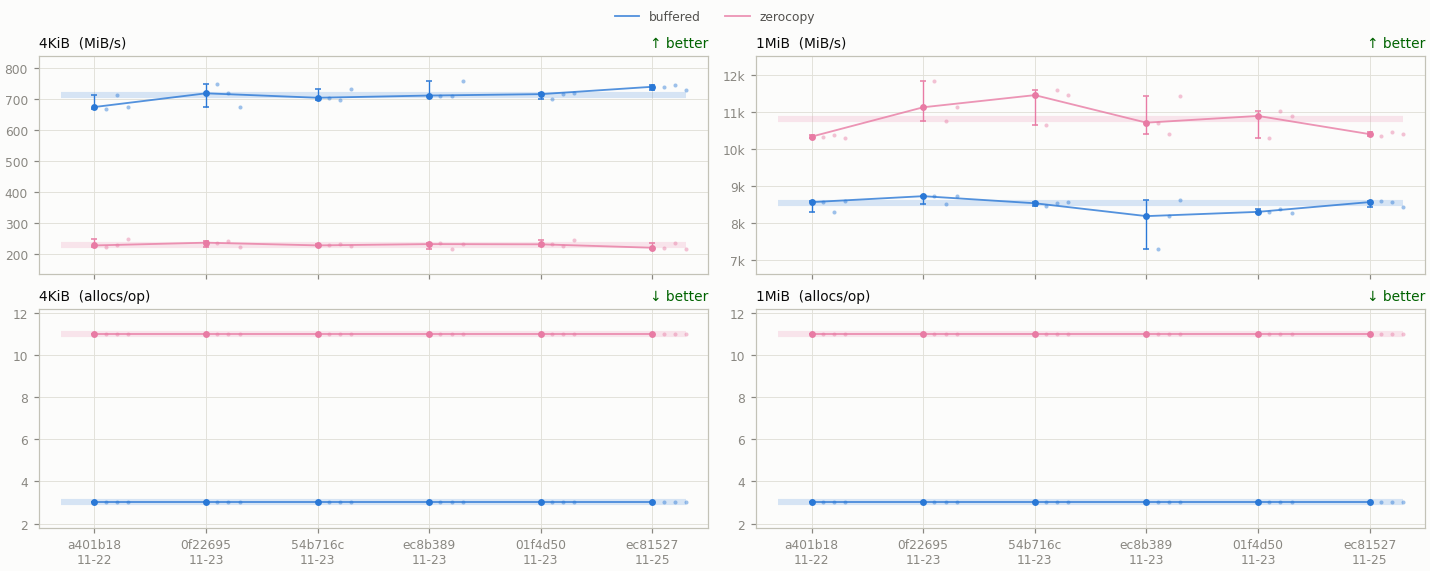 buffered zerocopy
4KiB (MiB/s) ↑ better
800
700
600
500
400
300
200
1MiB (MiB/s) ↑ better
12k
11k
10k
9k
8k
7k
4KiB (allocs/op) ↓ better
12
10
8
6
4
2
a401b18 0f22695 54b716c ec8b389 01f4d50 ec81527
11-22 11-23 11-23 11-23 11-23 11-25
1MiB (allocs/op) ↓ better
12
10
8
6
4
2
a401b18 0f22695 54b716c ec8b389 01f4d50 ec81527
11-22 11-23 11-23 11-23 11-23 11-25